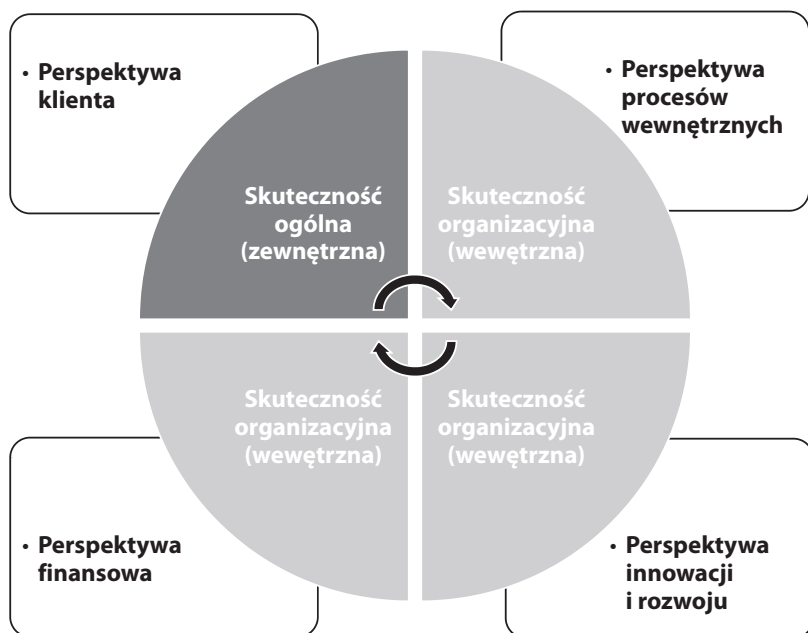 • Perspektywa
klienta
• Perspektywa
procesów
wewnętrznych
Skuteczność
ogólna
(zewnętrzna)
Skuteczność
organizacyjna
(wewętrzna)
Skuteczność
organizacyjna
(wewętrzna)
Skuteczność
organizacyjna
(wewętrzna)
• Perspektywa
finansowa
• Perspektywa
innowacji
i rozwoju